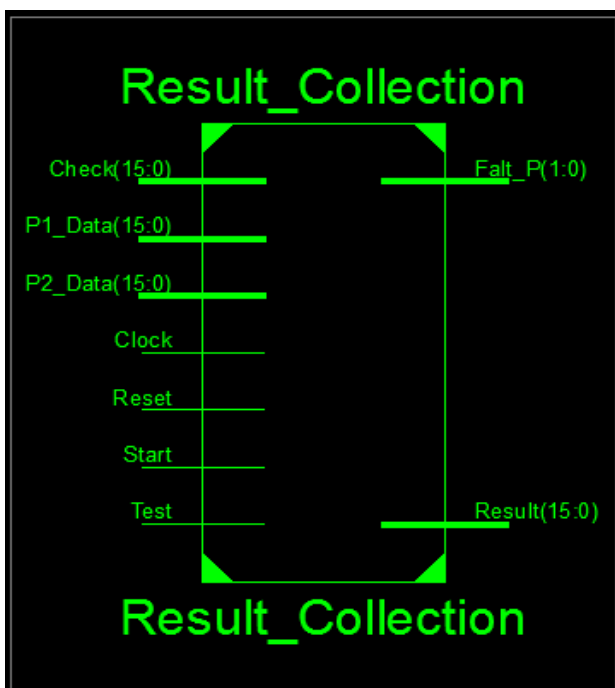 Result_Collection
Check(15:0)
Falt_P(1:0)
P1_Data(15:0)
P2_Data(15:0)
Clock
Reset
Start
Test
Result(15:0)
Result_Collection